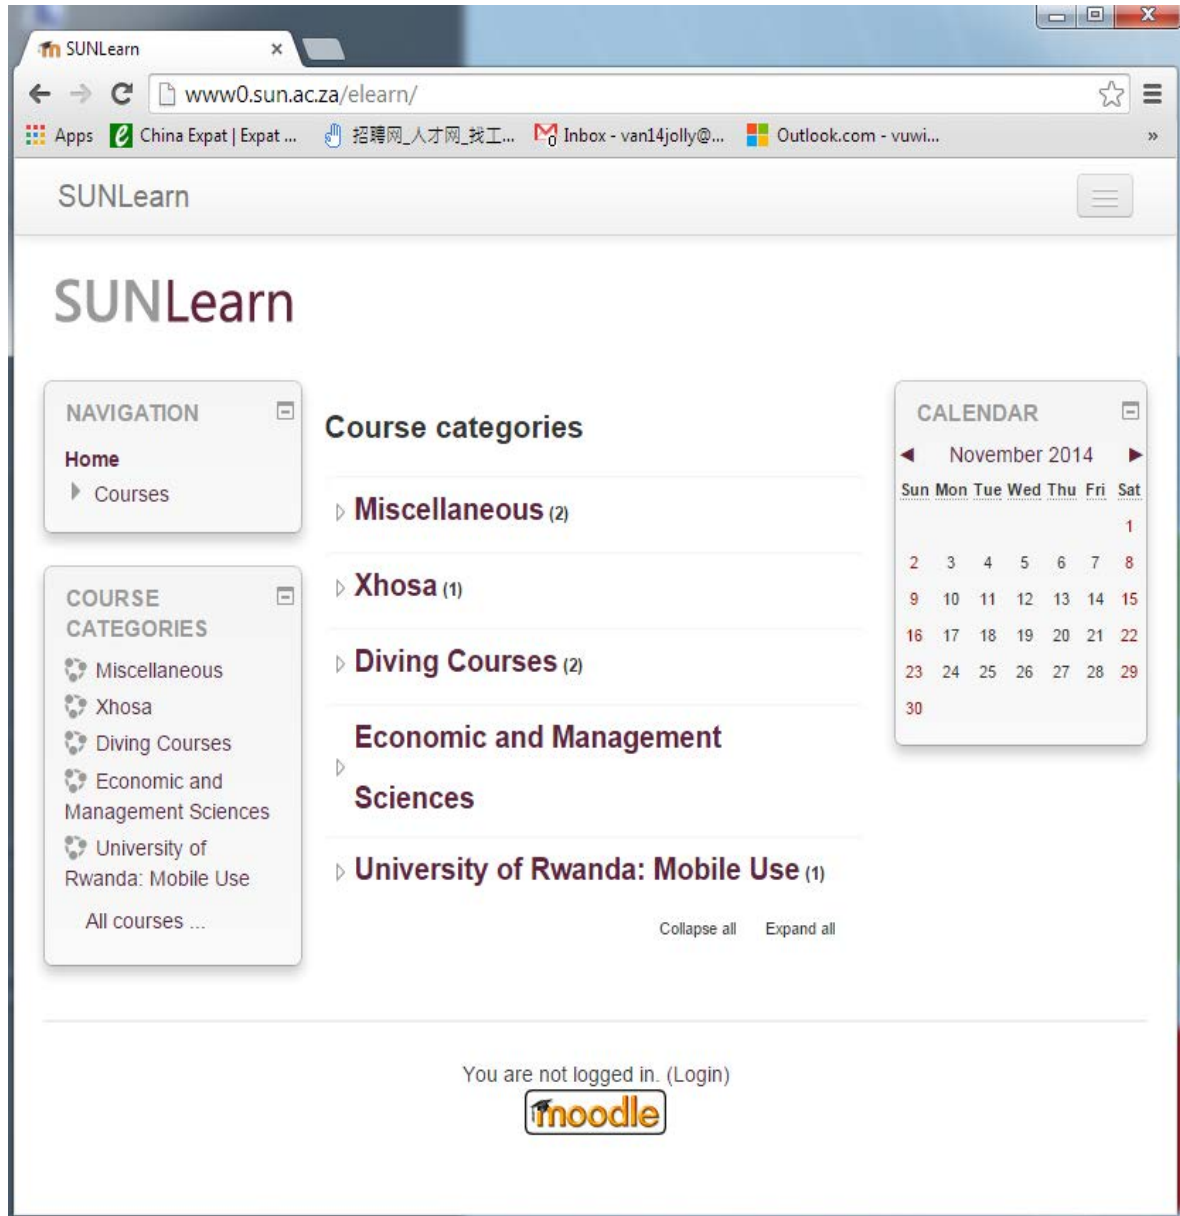 SUNLearn
www0.sun.ac.za/elearn/
Apps China Expat | Expat ... 招聘网_人才网_找工... Inbox - van14jolly@... Outlook.com - vuwi... »
SUNLearn
SUNLearn
NAVIGATION
Home
Courses
COURSE
CATEGORIES
Miscellaneous
Xhosa
Diving Courses
Economic and
Management Sciences
University of
Rwanda: Mobile Use
All courses ...
Course categories
Miscellaneous (2)
Xhosa (1)
Diving Courses (2)
Economic and Management
Sciences
University of Rwanda: Mobile Use (1)
Collapse all Expand all
CALENDAR
◄ November 2014 ►
Sun Mon Tue Wed Thu Fri Sat
1
2 3 4 5 6 7 8
9 10 11 12 13 14 15
16 17 18 19 20 21 22
23 24 25 26 27 28 29
30
You are not logged in. (Login)
moodle